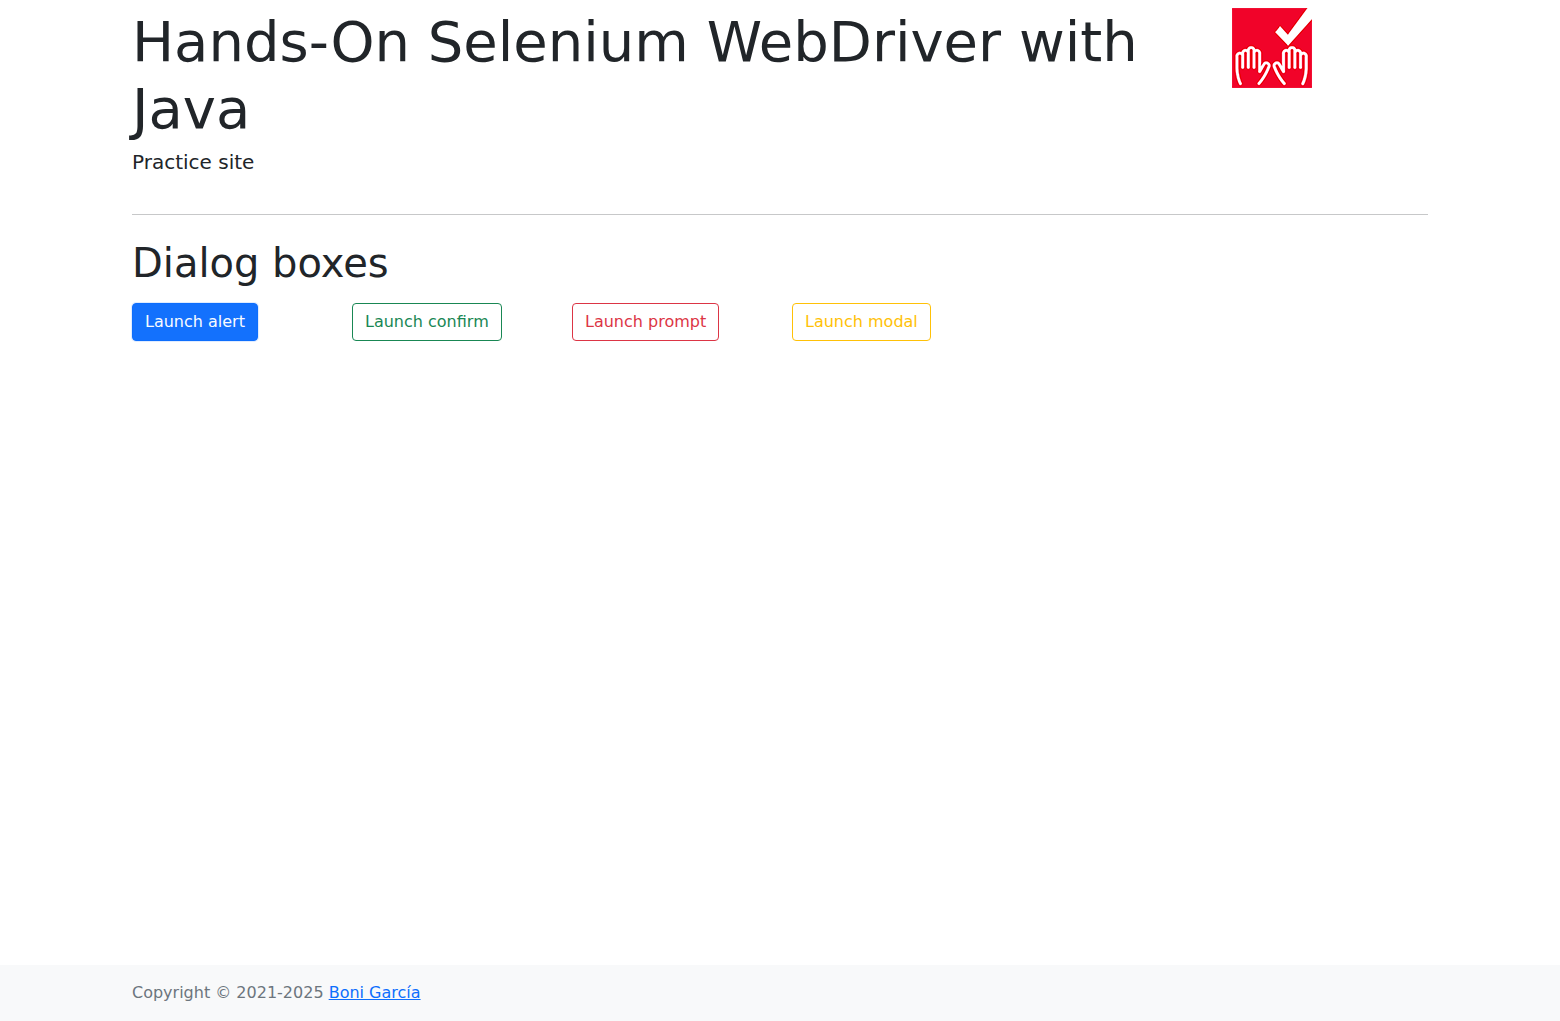 Hands-On Selenium WebDriver with
Java
Practice site
Dialog boxes
Launch alert
Launch confirm
Launch prompt
Launch modal
Copyright © 2021-2025 Boni García